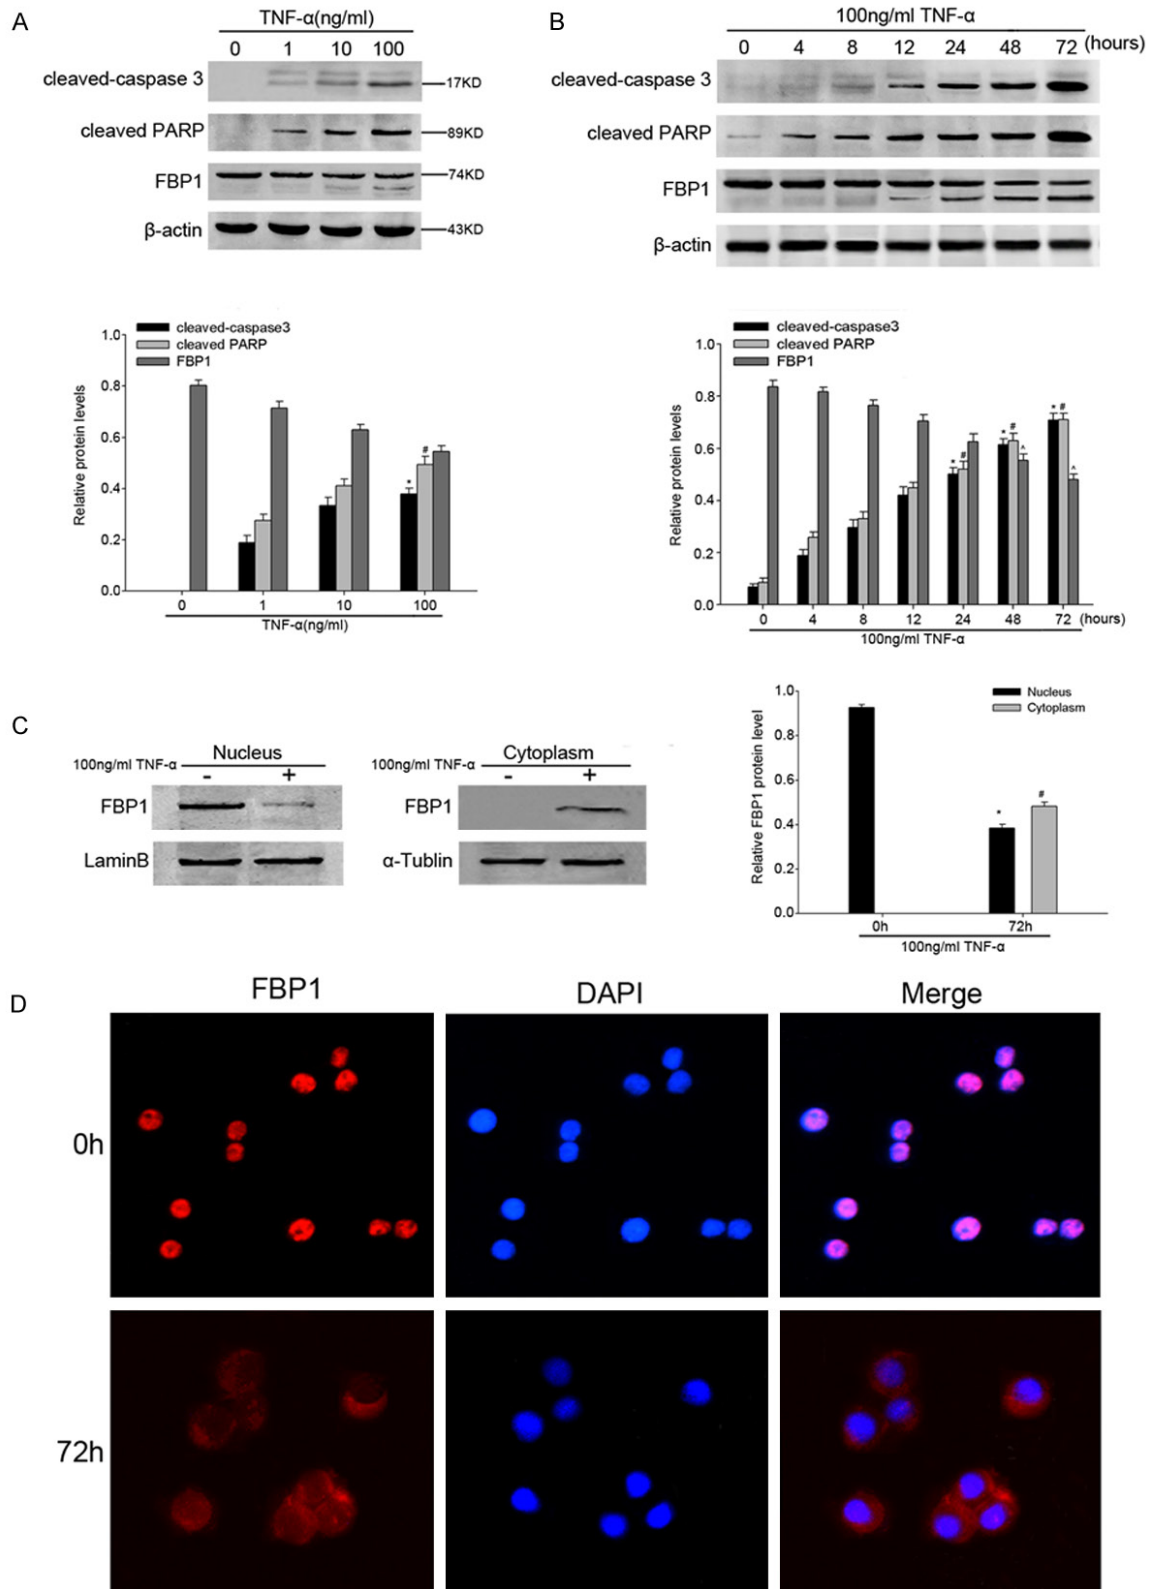 A
TNF-α(ng/ml)
0 1 10 100
cleaved-caspase 3
17KD
cleaved PARP
89KD
FBP1
74KD
β-actin
43KD
B
100ng/ml TNF-α
0 4 8 12 24 48 72 (hours)
cleaved-caspase 3
cleaved PARP
FBP1
β-actin
cleaved-caspase3
cleaved PARP
FBP1
Relative protein levels
1.0
0.8
0.6
0.4
0.2
0.0
* #
0 1 10 100
TNF-α(ng/ml)
cleaved-caspase3
cleaved PARP
FBP1
Relative protein levels
1.0
0.8
0.6
0.4
0.2
0.0
* # * # ^ * # ^
0 4 8 12 24 48 72 (hours)
100ng/ml TNF-α
C
Nucleus
100ng/ml TNF-α - +
FBP1
LaminB
Cytoplasm
100ng/ml TNF-α - +
FBP1
α-Tublin
Nucleus
Cytoplasm
Relative FBP1 protein level
1.0
0.8
0.6
0.4
0.2
0.0
* #
0h 72h
100ng/ml TNF-α
D
FBP1 DAPI Merge
0h
72h